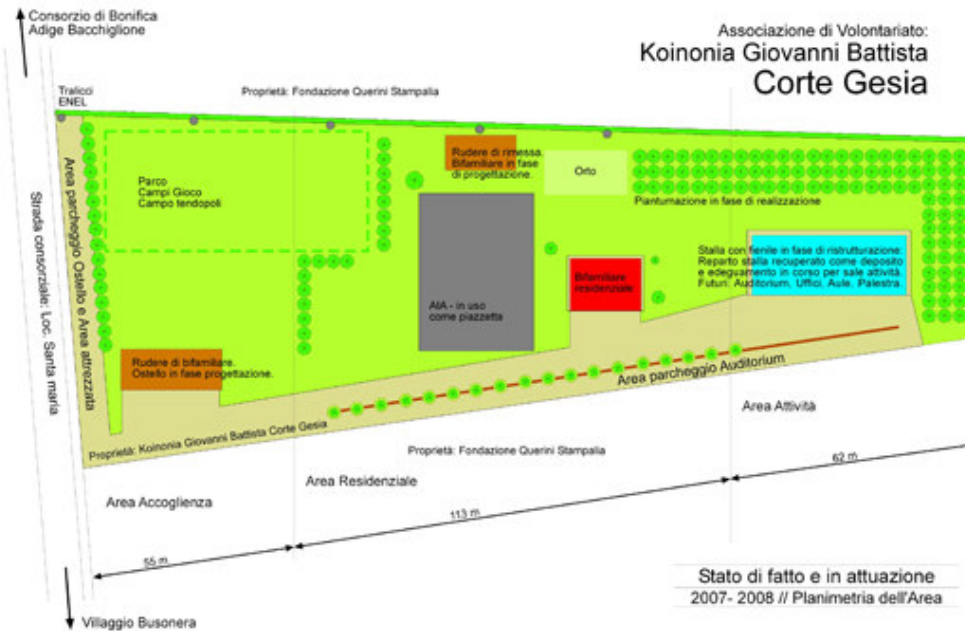 Consorzio di Bonifica
Adige Bacchiglione
Associazione di Volontariato:
Koinonia Giovanni Battista
Corte Gesia
Tralicci
ENEL
Proprietà: Fondazione Querini Stampalia
Rudere di rimessa.
Bifamiliare in fase
di progettazione.
Orto
Parco
Campi Gioco
Campo tendopoli
Piantumazione in fase di realizzazione
Area parcheggio Ostello e Area attrezzata
Strada consorziale: Loc. Santa maria
Stalla con fienile in fase di ristrutturazione:
Reparto stalla recuperato come deposito
e edeguamento in corso per sale attività.
Futuri: Auditorium, Uffici, Aule, Palestra.
Bifamiliare
residenziale
AIA - in uso
come piazzetta
Rudere di bifamiliare.
Ostello in fase progettazione.
Area parcheggio Auditorium
Area Attività
Proprietà: Koinonia Giovanni Battista Corte Gesia
Proprietà: Fondazione Querini Stampalia
Area Residenziale
Area Accoglienza
62 m
113 m
55 m
Stato di fatto e in attuazione
2007- 2008 // Planimetria dell'Area
Villaggio Busonera